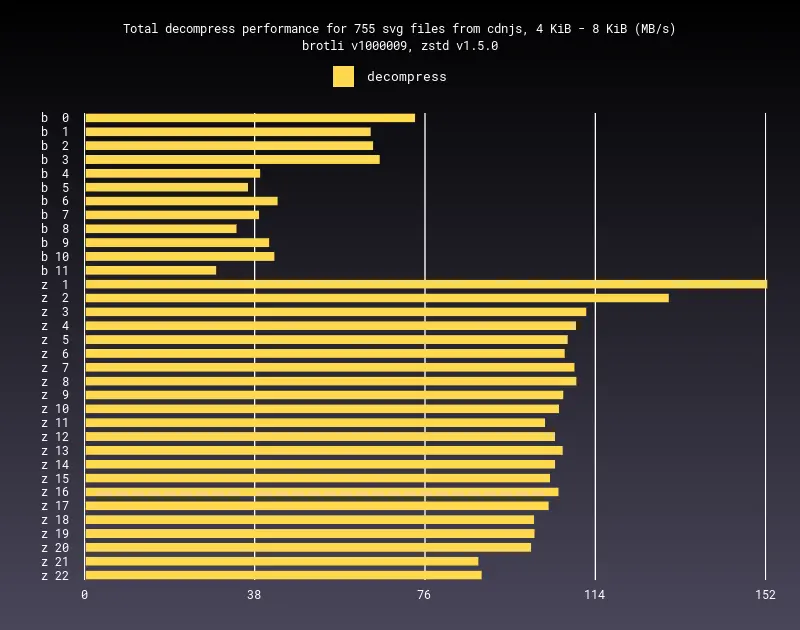 Total decompress performance for 755 svg files from cdnjs, 4 KiB - 8 KiB (MB/s)
brotli v1000009, zstd v1.5.0
decompress
b 0
b 1
b 2
b 3
b 4
b 5
b 6
b 7
b 8
b 9
b 10
b 11
z 1
z 2
z 3
z 4
z 5
z 6
z 7
z 8
z 9
z 10
z 11
z 12
z 13
z 14
z 15
z 16
z 17
z 18
z 19
z 20
z 21
z 22
0 38 76 114 152